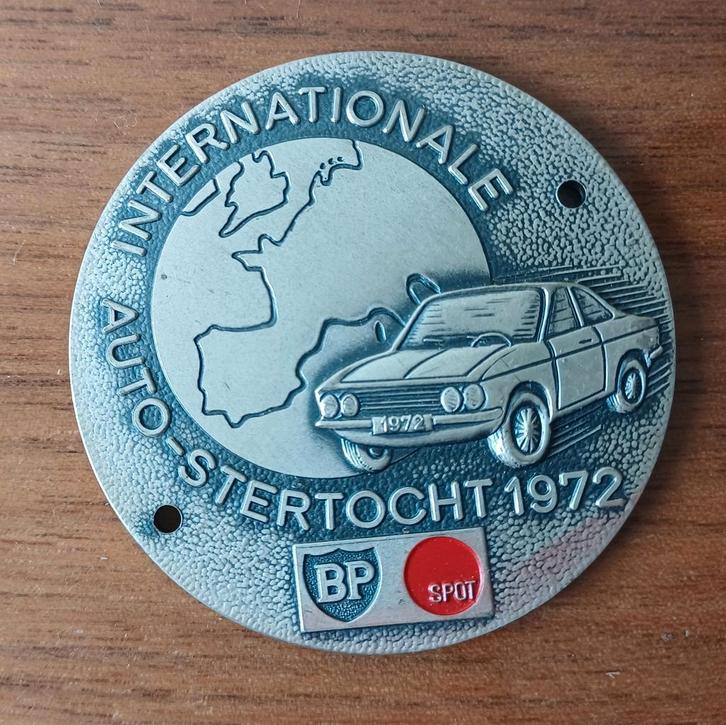 INTERNATIONALE
AUTO-STERTOCHT 1972
1972
BP
SPOT